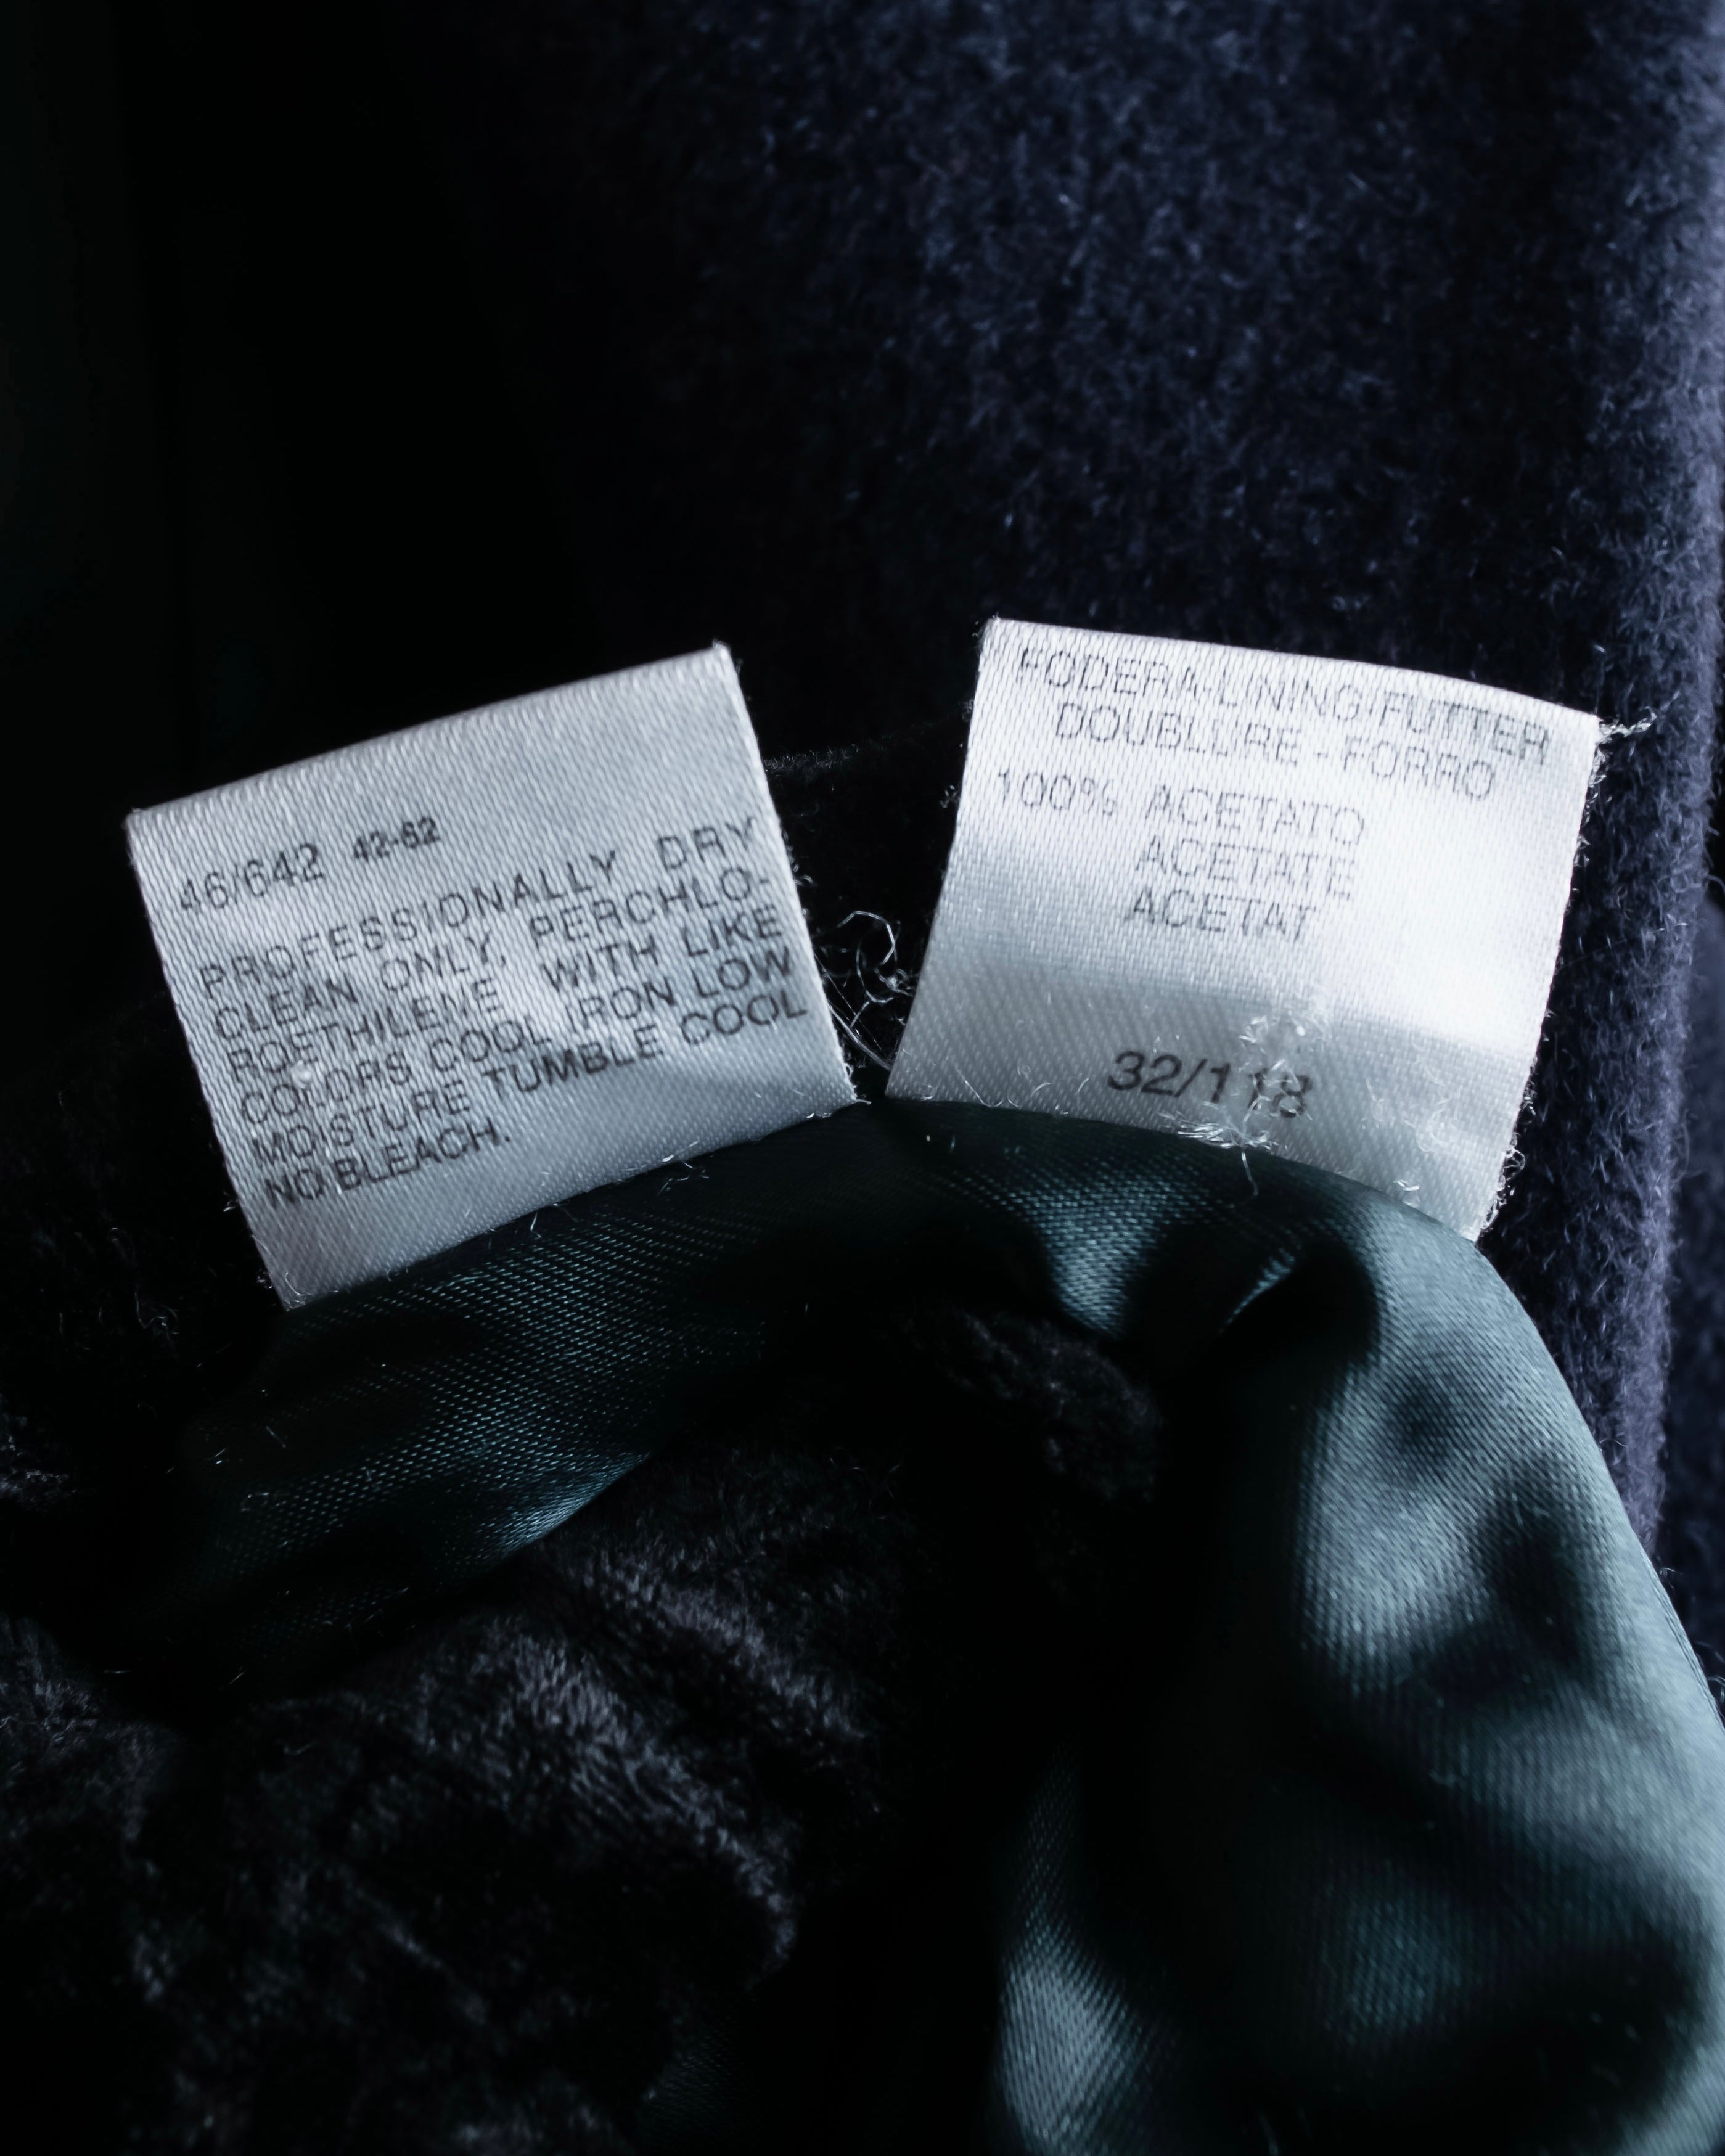 46/642 42-62
PROFESSIONALLY DRY
CLEAN ONLY, PERCHLO-
ROETHILENE WITH LIKE
COLORS COOL IRON LOW
MOISTURE TUMBLE COOL
NO BLEACH.
FODERA-LINING-FUTTER
DOUBLURE - FORRO
100% ACETATO
ACETATE
ACETAT
32/118